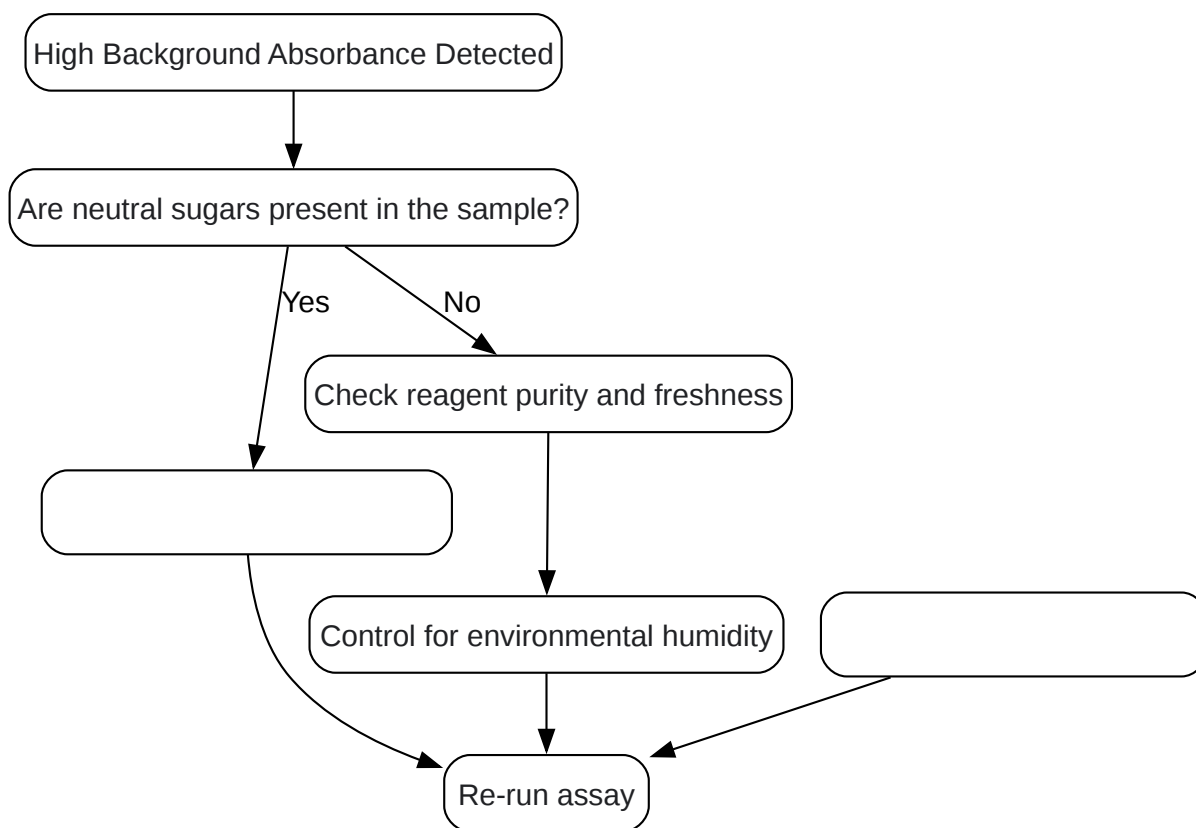 High Background Absorbance Detected
Are neutral sugars present in the sample?
Yes
No
Check reagent purity and freshness
Control for environmental humidity
Re-run assay